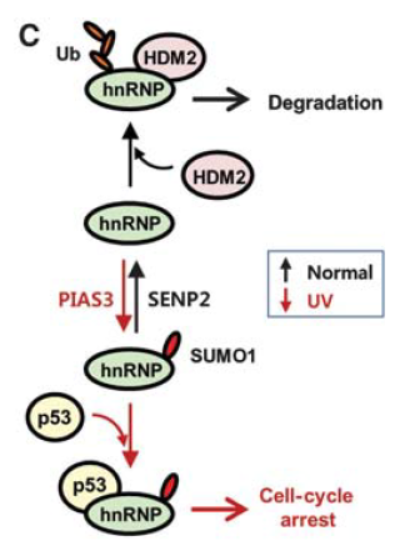 C
Ub
HDM2
hnRNP
Degradation
HDM2
hnRNP
PIAS3
SENP2
Normal
UV
SUMO1
hnRNP
p53
p53
hnRNP
Cell-cycle
arrest